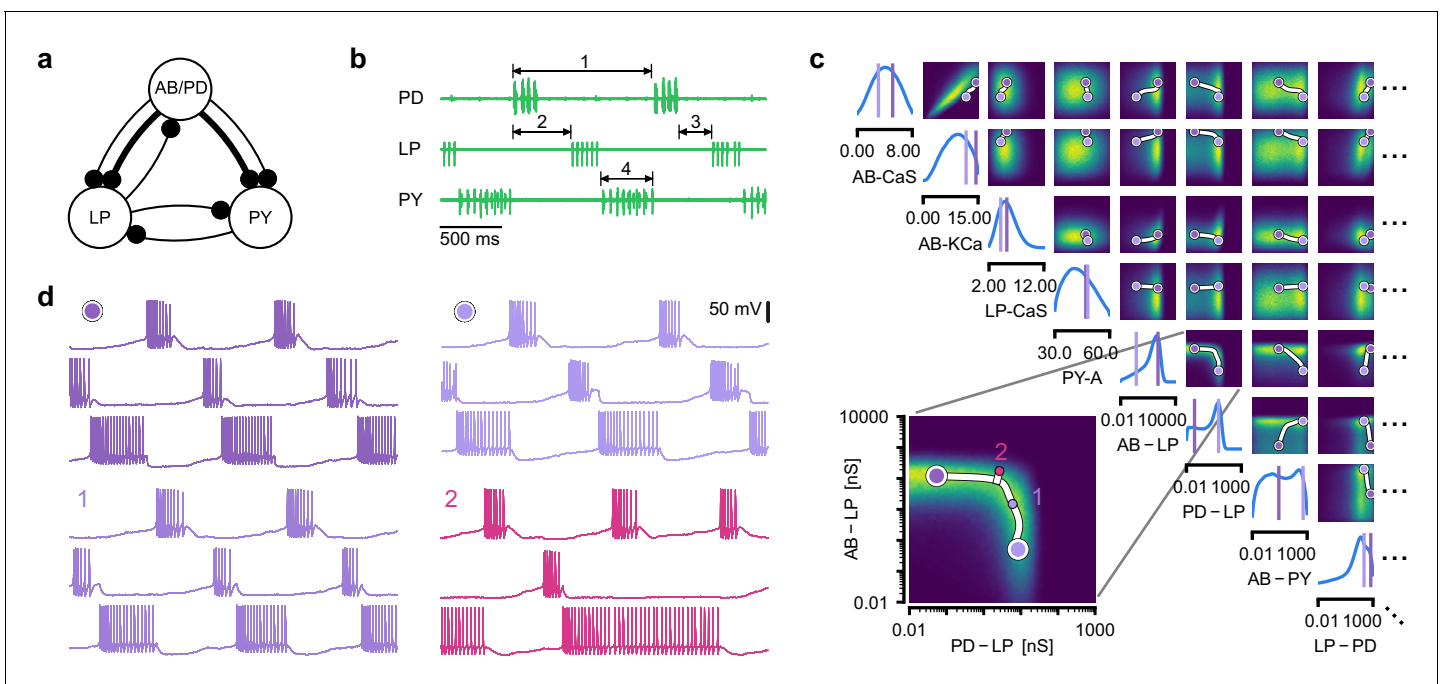 a
AB/PD
LP
PY
b
1
PD
2
3
LP
4
PY
500 ms
c
0.00 8.00
AB-CaS
0.00 15.00
AB-KCa
2.00 12.00
LP-CaS
30.0 60.0
PY-A
0.01 10000
AB – LP
0.01 1000
PD – LP
0.01 1000
AB – PY
0.01 1000
LP – PD
...
...
...
...
...
...
...
...
10000
2
1
AB – LP [nS]
0.01
0.01
1000
PD – LP [nS]
d
50 mV
1
2